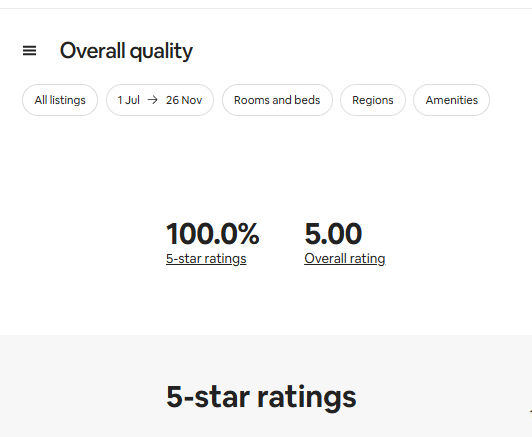 Overall quality
All listings
1 Jul → 26 Nov
Rooms and beds
Regions
Amenities
100.0% 5.00
5-star ratings Overall rating
5-star ratings